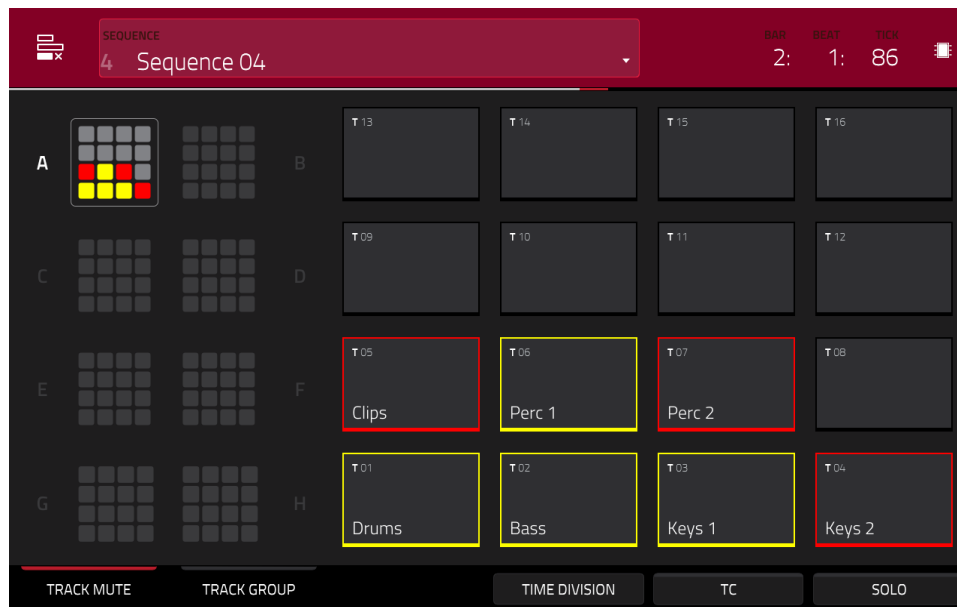 SEQUENCE
4 Sequence 04
BAR BEAT TICK
2: 1: 86
A B
T 13 T 14 T 15 T 16
C D
T 09 T 10 T 11 T 12
E F
T 05 T 06 T 07 T 08
Clips Perc 1 Perc 2
G H
T 01 T 02 T 03 T 04
Drums Bass Keys 1 Keys 2
TRACK MUTE TRACK GROUP TIME DIVISION TC SOLO